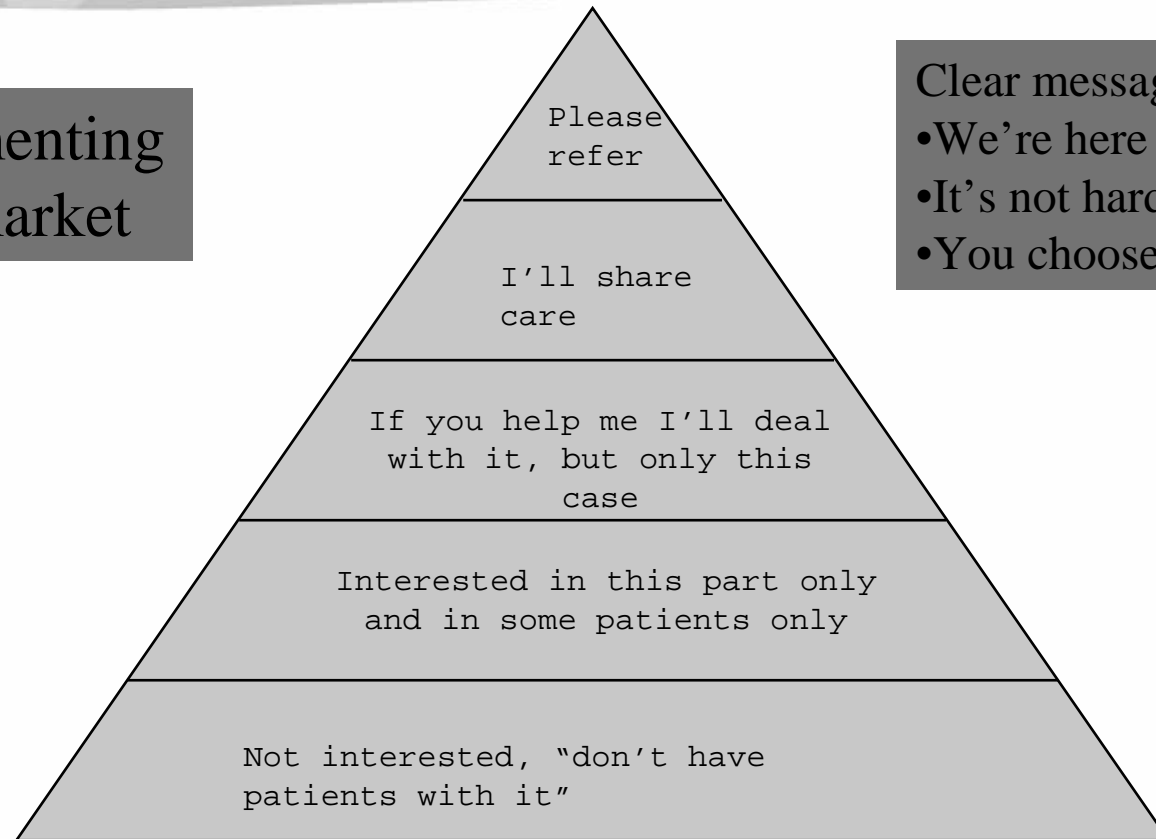 enting
arket
Clear messag
•We’re here
•It’s not hard
•You choose
Please
refer
I’ll share
care
If you help me I’ll deal
with it, but only this
case
Interested in this part only
and in some patients only
Not interested, “don’t have
patients with it”